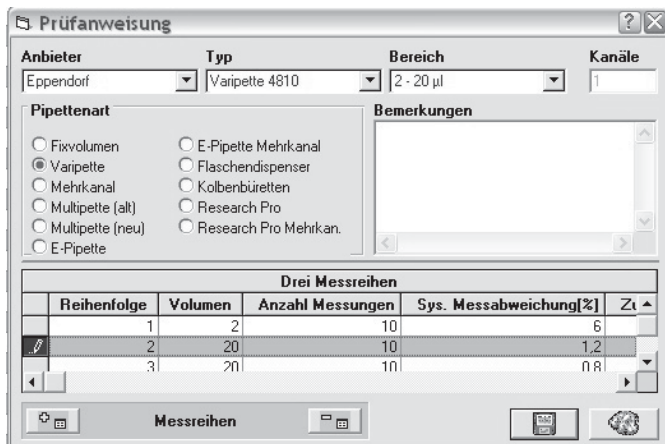 Prüfanweisung
Anbieter Typ Bereich Kanäle
Eppendorf Varipette 4810 2 - 20 µl 1
Pipettenart
Fixvolumen
Varipette
Mehrkanal
Multipette (alt)
Multipette (neu)
E-Pipette
E-Pipette Mehrkanal
Flaschendispenser
Kolbenbüretten
Research Pro
Research Pro Mehrkan.
Bemerkungen
Drei Messreihen
Reihenfolge Volumen Anzahl Messungen Sys. Messabweichung[%]
1 2 10 6
2 20 10 1,2
3 20 10 0,8
Messreihen